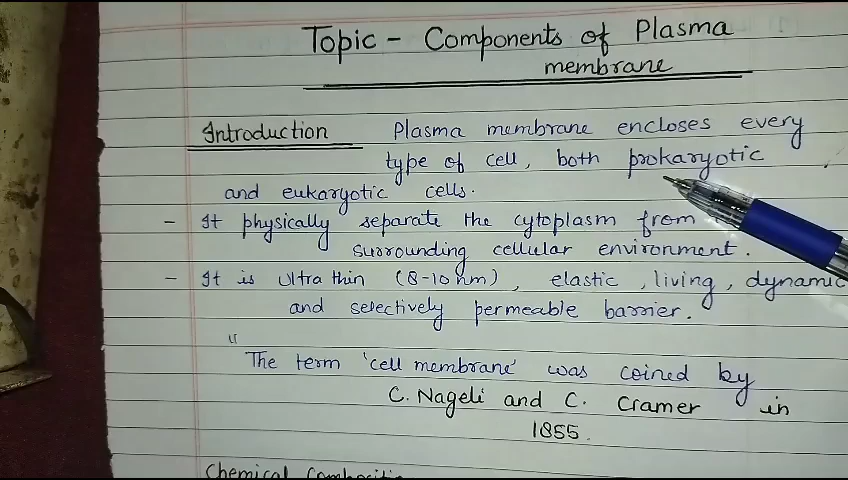 Topic - Components of Plasma
membrane
Introduction Plasma membrane encloses every
type of cell, both prokaryotic
and eukaryotic cells.
- It physically separate the cytoplasm from
surrounding cellular environment.
- It is ultra thin (8-10 nm), elastic, living, dynamic
and selectively permeable barrier.
" The term 'cell membrane' was coined by
C. Nageli and C. Cramer in
1855.
Chemical